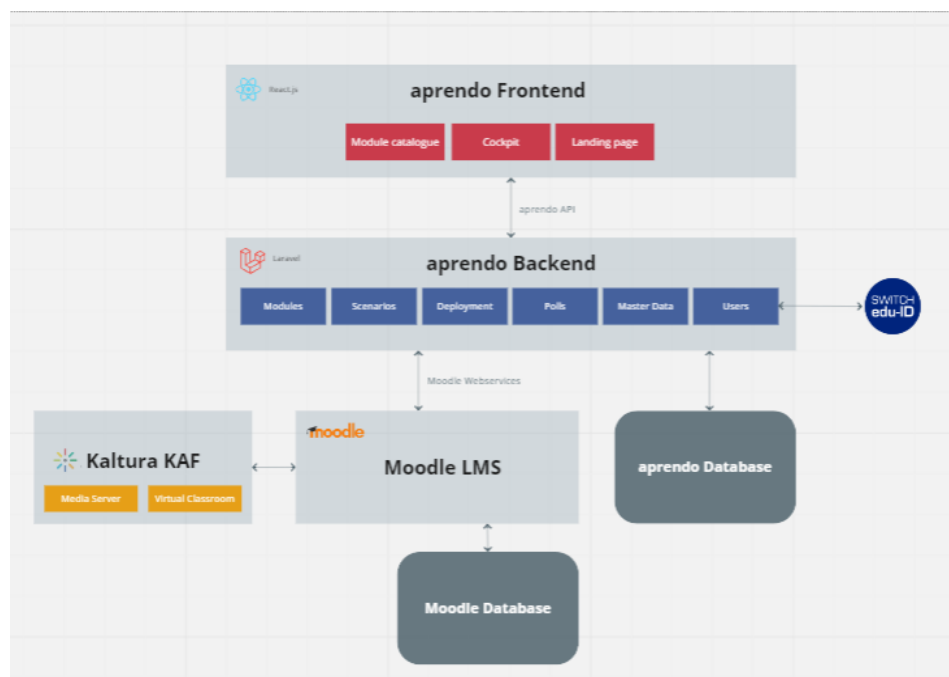 React.js
aprendo Frontend
Module catalogue
Cockpit
Landing page
aprendo API
Laravel
aprendo Backend
Modules
Scenarios
Deployment
Polls
Master Data
Users
SWITCH
edu-ID
Moodle Webservices
moodle
Kaltura KAF
Media Server
Virtual Classroom
Moodle LMS
aprendo Database
Moodle Database